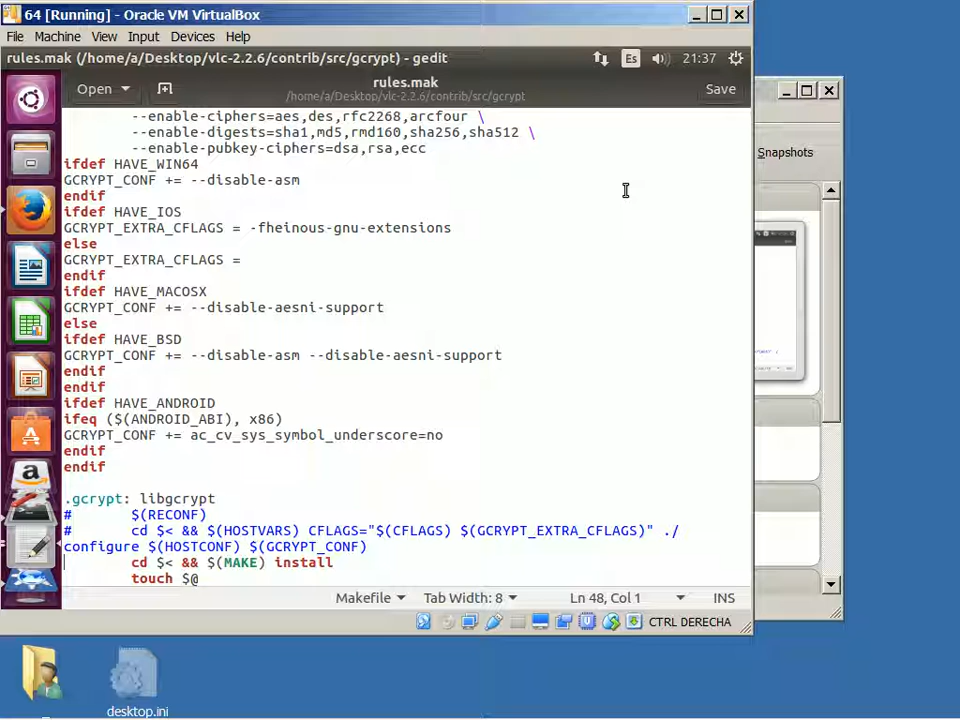 64 [Running] - Oracle VM VirtualBox
File Machine View Input Devices Help
rules.mak (/home/a/Desktop/vlc-2.2.6/contrib/src/gcrypt) - gedit
Es 21:37
Open rules.mak Save
/home/a/Desktop/vlc-2.2.6/contrib/src/gcrypt
--enable-ciphers=aes,des,rfc2268,arcfour \
--enable-digests=sha1,md5,rmd160,sha256,sha512 \
--enable-pubkey-ciphers=dsa,rsa,ecc
ifdef HAVE_WIN64
GCRYPT_CONF += --disable-asm
endif
ifdef HAVE_IOS
GCRYPT_EXTRA_CFLAGS = -fheinous-gnu-extensions
else
GCRYPT_EXTRA_CFLAGS =
endif
ifdef HAVE_MACOSX
GCRYPT_CONF += --disable-aesni-support
else
ifdef HAVE_BSD
GCRYPT_CONF += --disable-asm --disable-aesni-support
endif
endif
ifdef HAVE_ANDROID
ifeq ($(ANDROID_ABI), x86)
GCRYPT_CONF += ac_cv_sys_symbol_underscore=no
endif
endif
.gcrypt: libgcrypt
# $(RECONF)
# cd $< && $(HOSTVARS) CFLAGS="$(CFLAGS) $(GCRYPT_EXTRA_CFLAGS)" ./
configure $(HOSTCONF) $(GCRYPT_CONF)
cd $< && $(MAKE) install
touch $@
Makefile Tab Width: 8 Ln 48, Col 1 INS
CTRL DERECHA
Snapshots
a
desktop.ini